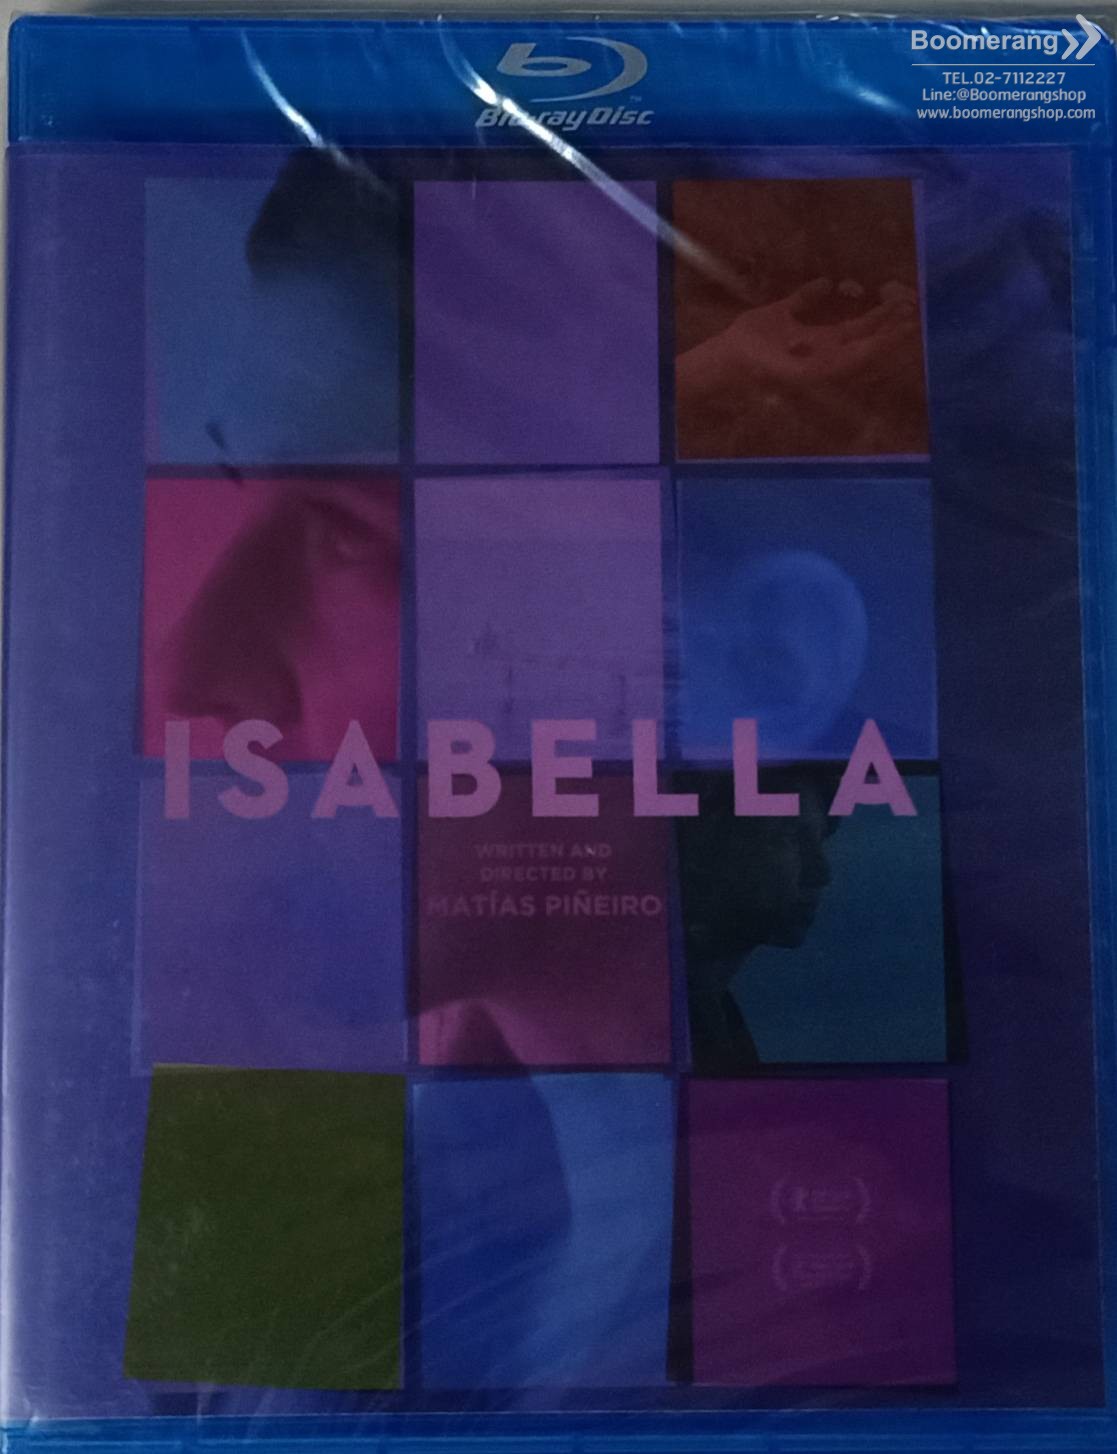 Boomerang
TEL.02-7112227
Line:@Boomerangshop
www.boomerangshop.com
Blu-ray Disc
TM
ISABELLA
WRITTEN AND
DIRECTED BY
MATÍAS PIÑEIRO